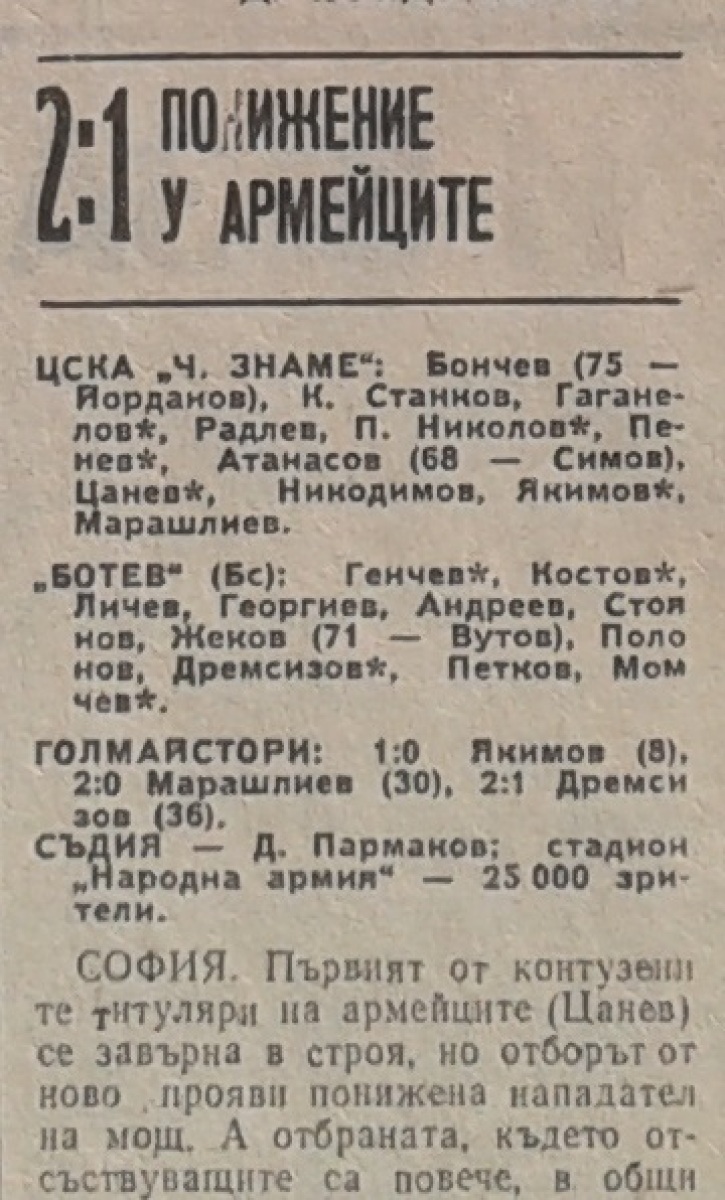 2:1 ПОНИЖЕНИЕ
У АРМЕЙЦИТЕ
ЦСКА „Ч. ЗНАМЕ“: Бончев (75 —
Йорданов), К. Станков, Гагане-
лов*, Радлев, П. Николов*, Пе-
нев*, Атанасов (68 — Симов),
Цанев*, Никодимов, Якимов*,
Марашлиев.
„БОТЕВ“ (Бс): Генчев*, Костов*,
Личев, Георгиев, Андреев, Стоя
нов, Жеков (71 — Вутов), Поло
нов, Дремсизов*, Петков, Мом
чев*.
ГОЛМАЙСТОРИ: 1:0 Якимов (8),
2:0 Марашлиев (30), 2:1 Дремси
зов (36).
СЪДИЯ — Д. Парманов; стадион
„Народна армия“ — 25 000 зри-
тели.
СОФИЯ. Първият от контузени
те титуляри на армейците (Цанев)
се завърна в строя, но отборът от
ново прояви понижена нападател
на мощ. А отбраната, където от-
съствуващите са повече, в общи